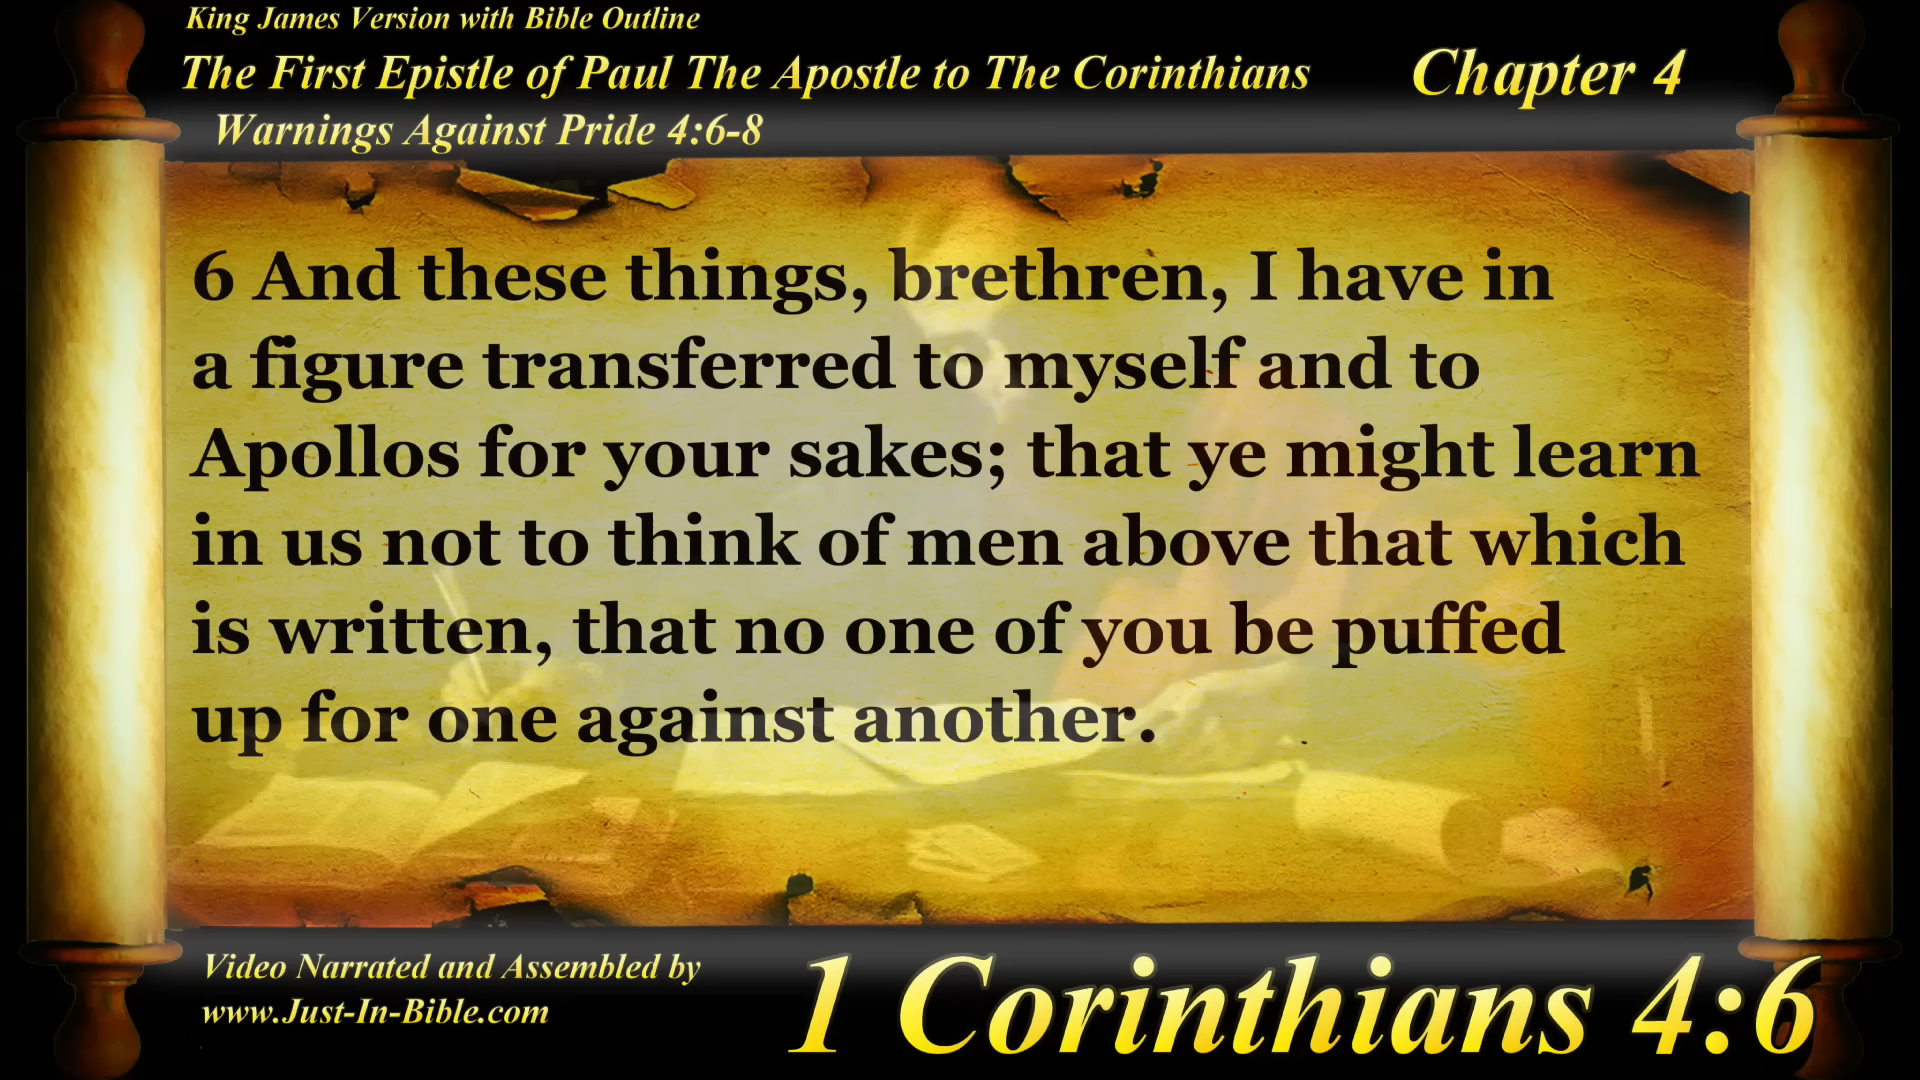 King James Version with Bible Outline
The First Epistle of Paul The Apostle to The Corinthians
Chapter 4
Warnings Against Pride 4:6-8
6 And these things, brethren, I have in
a figure transferred to myself and to
Apollos for your sakes; that ye might learn
in us not to think of men above that which
is written, that no one of you be puffed
up for one against another.
Video Narrated and Assembled by
www.Just-In-Bible.com
1 Corinthians 4:6